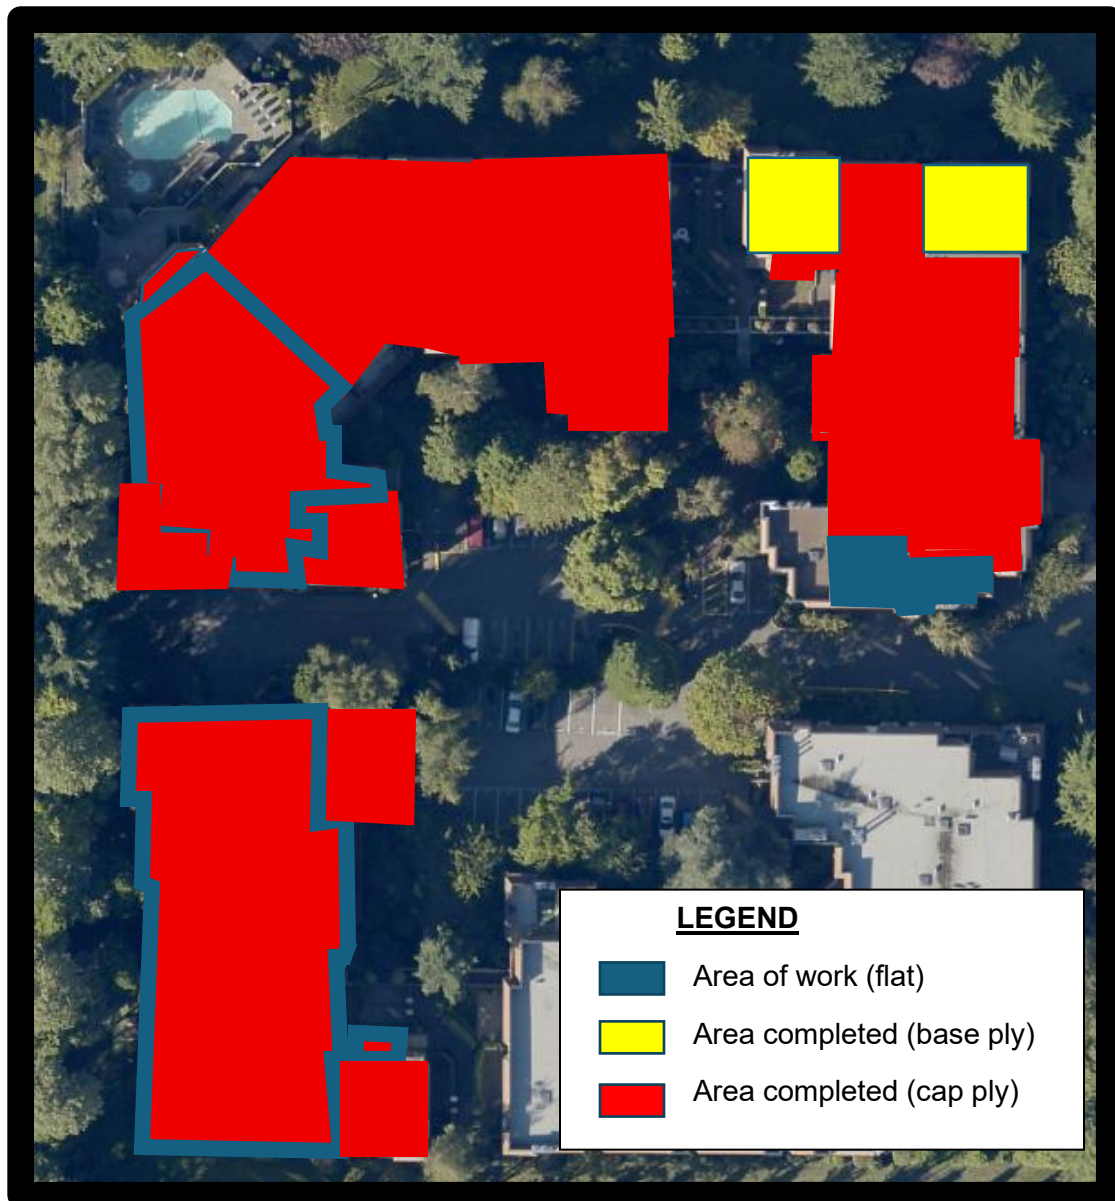 LEGEND
Area of work (flat)
Area completed (base ply)
Area completed (cap ply)